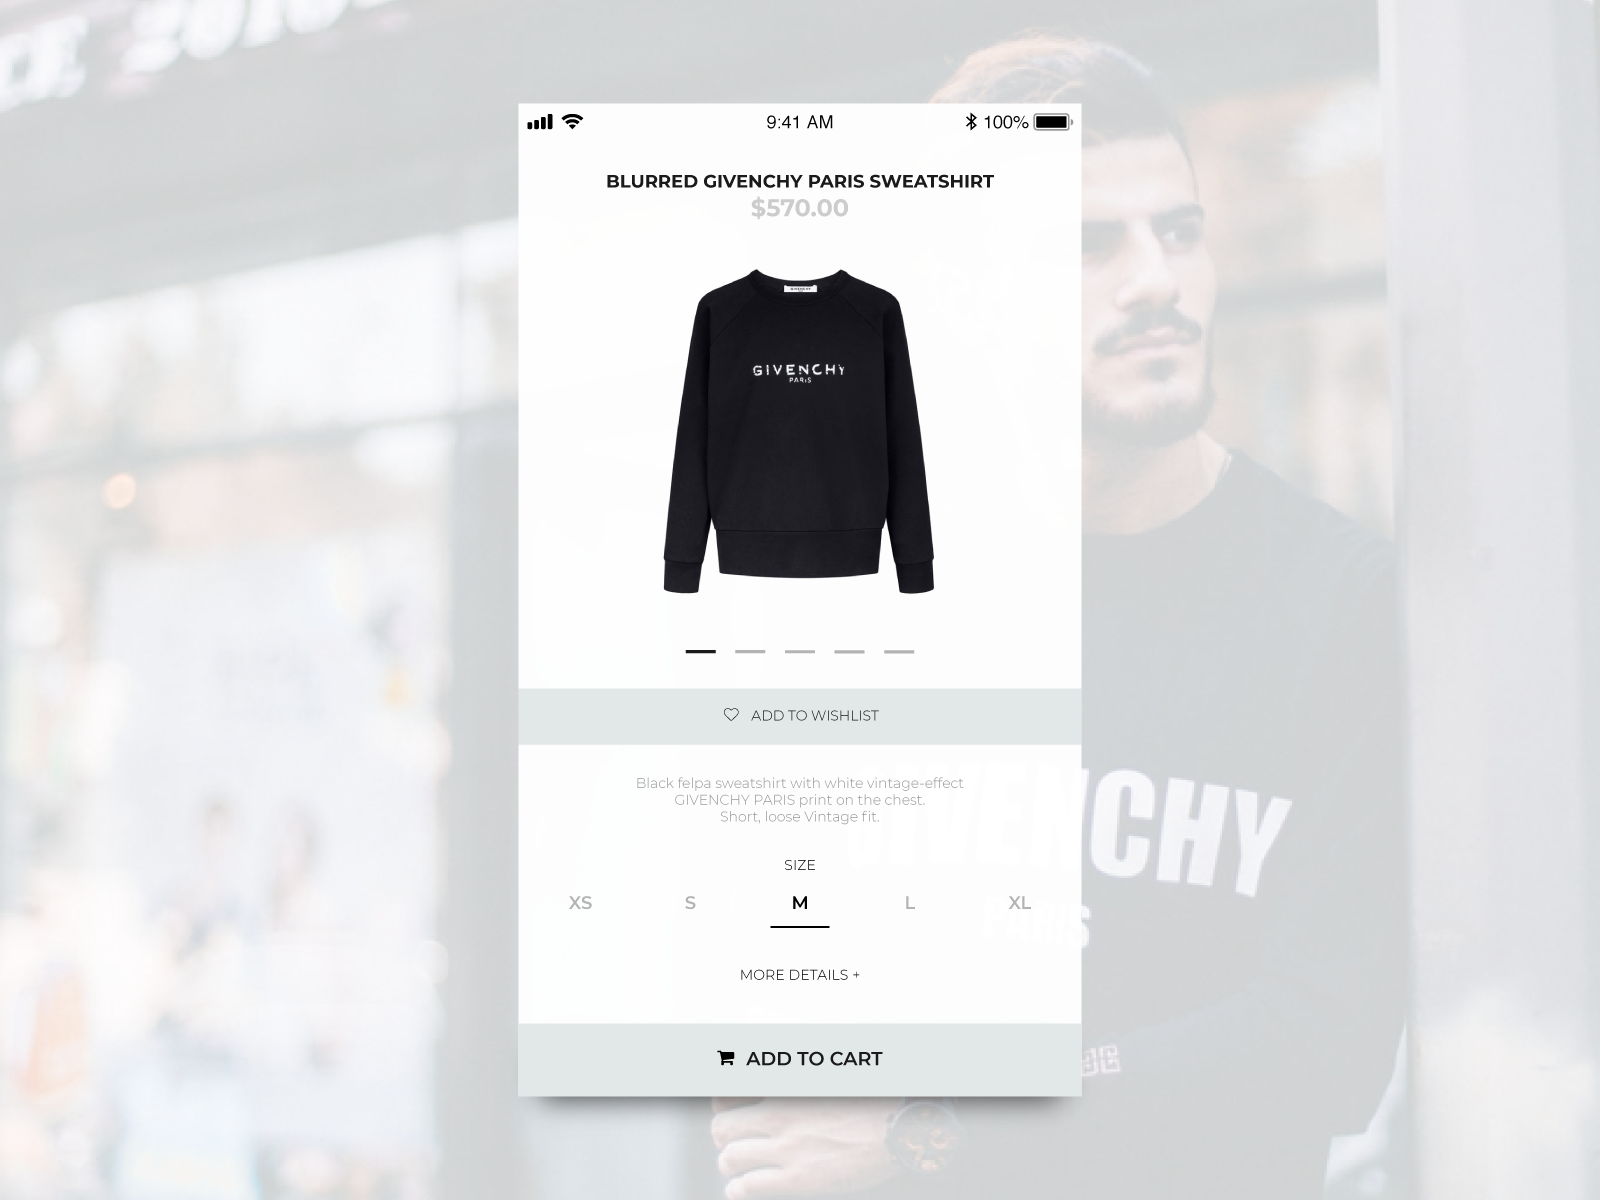 9:41 AM
100%
BLURRED GIVENCHY PARIS SWEATSHIRT
$570.00
GIVENCHY
PARIS
ADD TO WISHLIST
Black felpa sweatshirt with white vintage-effect
GIVENCHY PARIS print on the chest.
Short, loose Vintage fit.
GIVENCHY
PARIS
SIZE
XS S M L XL
MORE DETAILS +
ADD TO CART